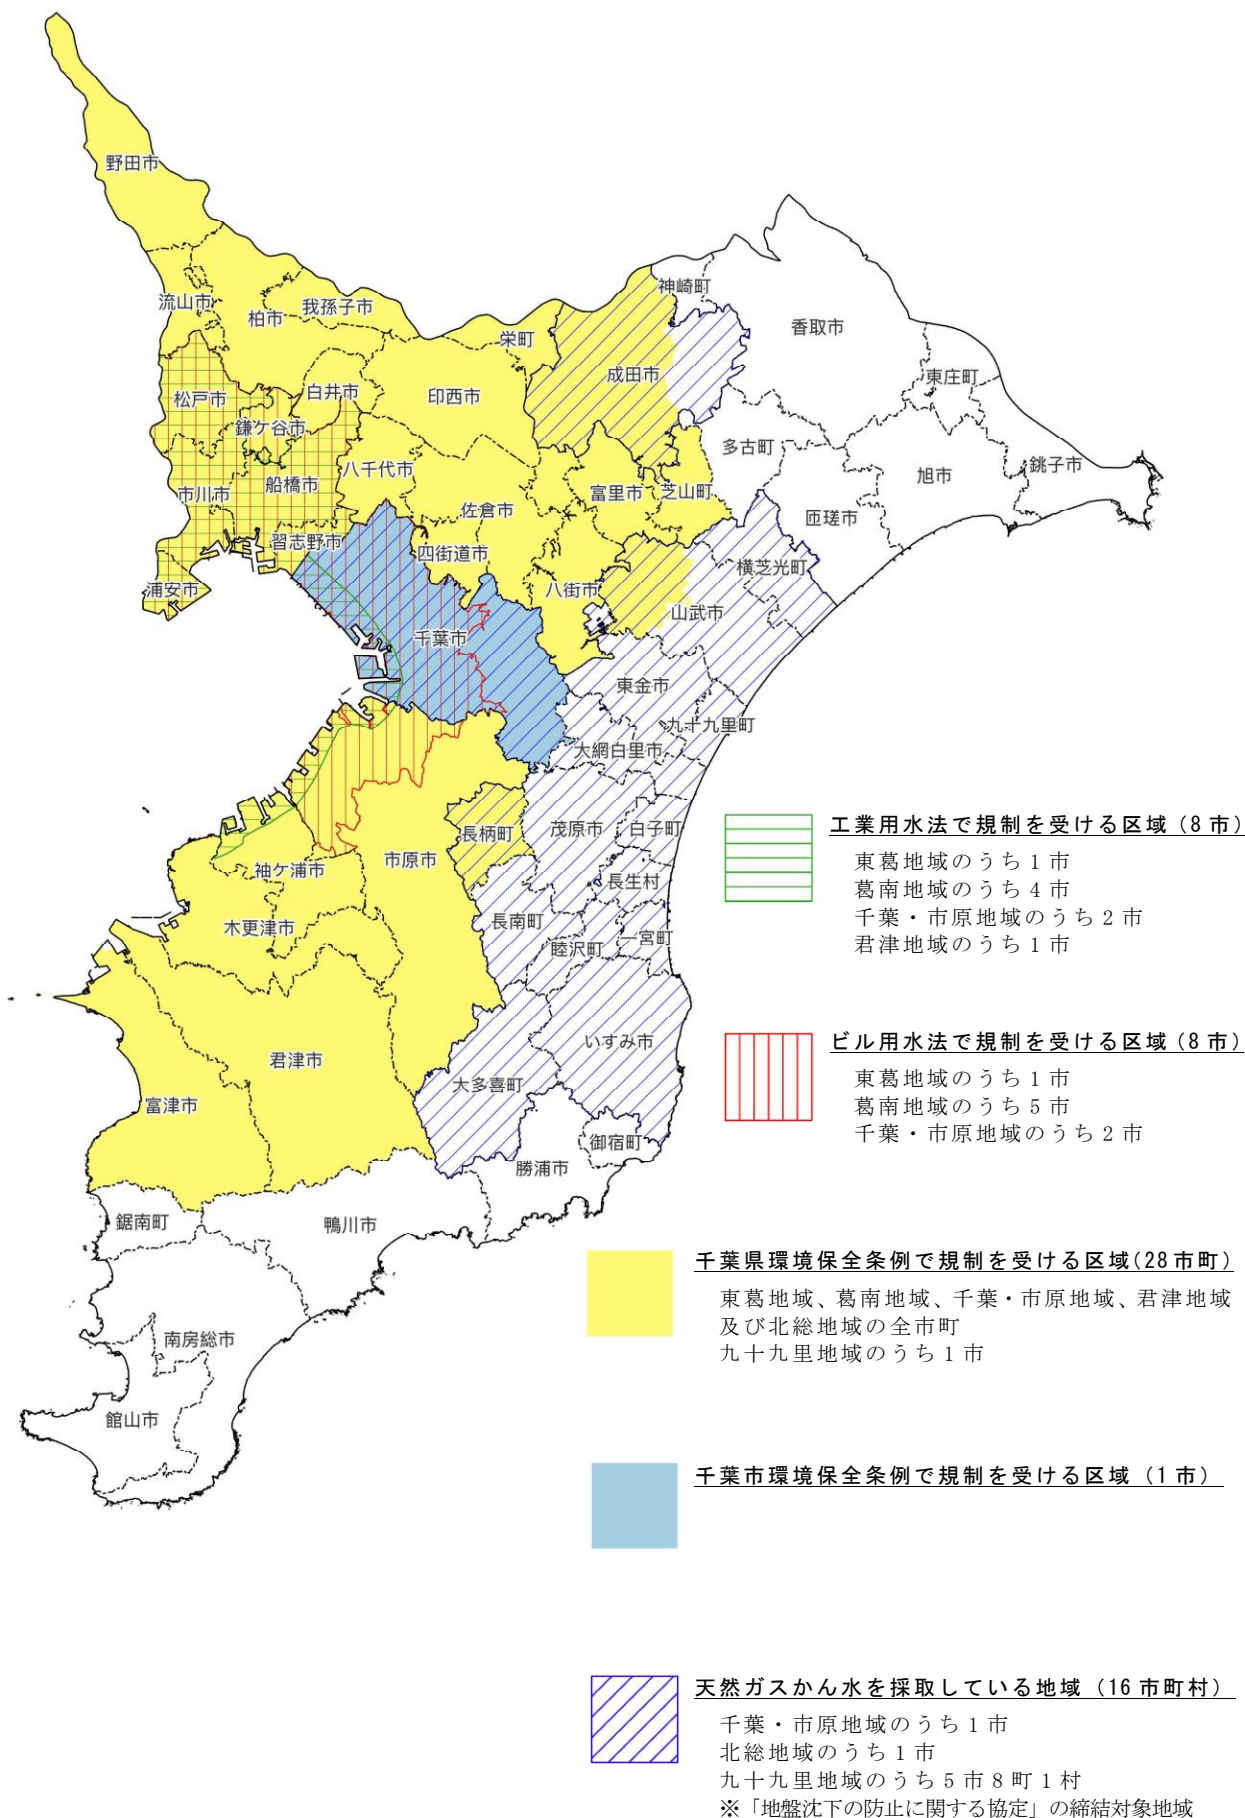 野田市
流山市
柏市
我孫子市
神崎町
栄町
香取市
松戸市
白井市
印西市
成田市
東庄町
鎌ケ谷市
多古町
八千代市
銚子市
市川市
船橋市
富里市
芝山町
旭市
佐倉市
匝瑳市
習志野市
四街道市
横芝光町
浦安市
八街市
山武市
千葉市
東金市
九十九里町
大網白里市
長柄町
茂原市
白子町
市原市
袖ケ浦市
長生村
木更津市
長南町
睦沢町
一宮町
君津市
いすみ市
大多喜町
富津市
御宿町
勝浦市
鋸南町
鴨川市
南房総市
館山市
工業用水法で規制を受ける区域(8市)
東葛地域のうち1市
葛南地域のうち4市
千葉・市原地域のうち2市
君津地域のうち1市
ビル用水法で規制を受ける区域(8市)
東葛地域のうち1市
葛南地域のうち5市
千葉・市原地域のうち2市
千葉県環境保全条例で規制を受ける区域(28市町)
東葛地域、葛南地域、千葉・市原地域、君津地域
及び北総地域の全市町
九十九里地域のうち1市
千葉市環境保全条例で規制を受ける区域(1市)
天然ガスかん水を採取している地域(16市町村)
千葉・市原地域のうち1市
北総地域のうち1市
九十九里地域のうち5市8町1村
※「地盤沈下の防止に関する協定」の締結対象地域